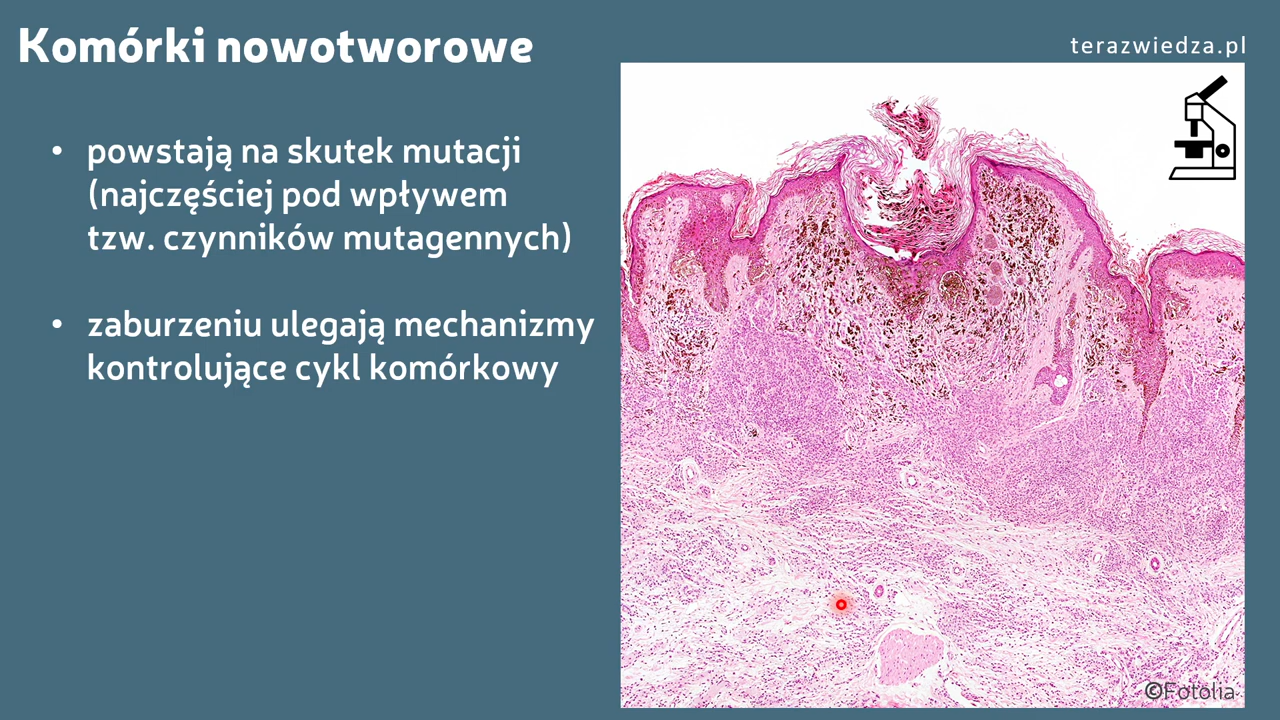 Komórki nowotworowe
terazwiedza.pl
• powstają na skutek mutacji
(najczęściej pod wpływem
tzw. czynników mutagennych)
• zaburzeniu ulegają mechanizmy
kontrolujące cykl komórkowy
©Fotolia